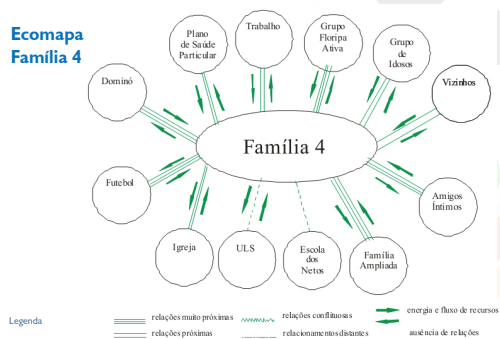 Ecomapa
Família 4
Plano
de Saúde
Particular
Trabalho
Grupo
Floripa
Ativa
Grupo
de
Idosos
Dominó
Vizinhos
Família 4
Futebol
Amigos
Íntimos
Igreja
ULS
Escola
dos
Netos
Família
Ampliada
Legenda
relações muito próximas
relações conflituosas
energia e fluxo de recursos
relações próximas
relacionamentos distantes
ausência de relações